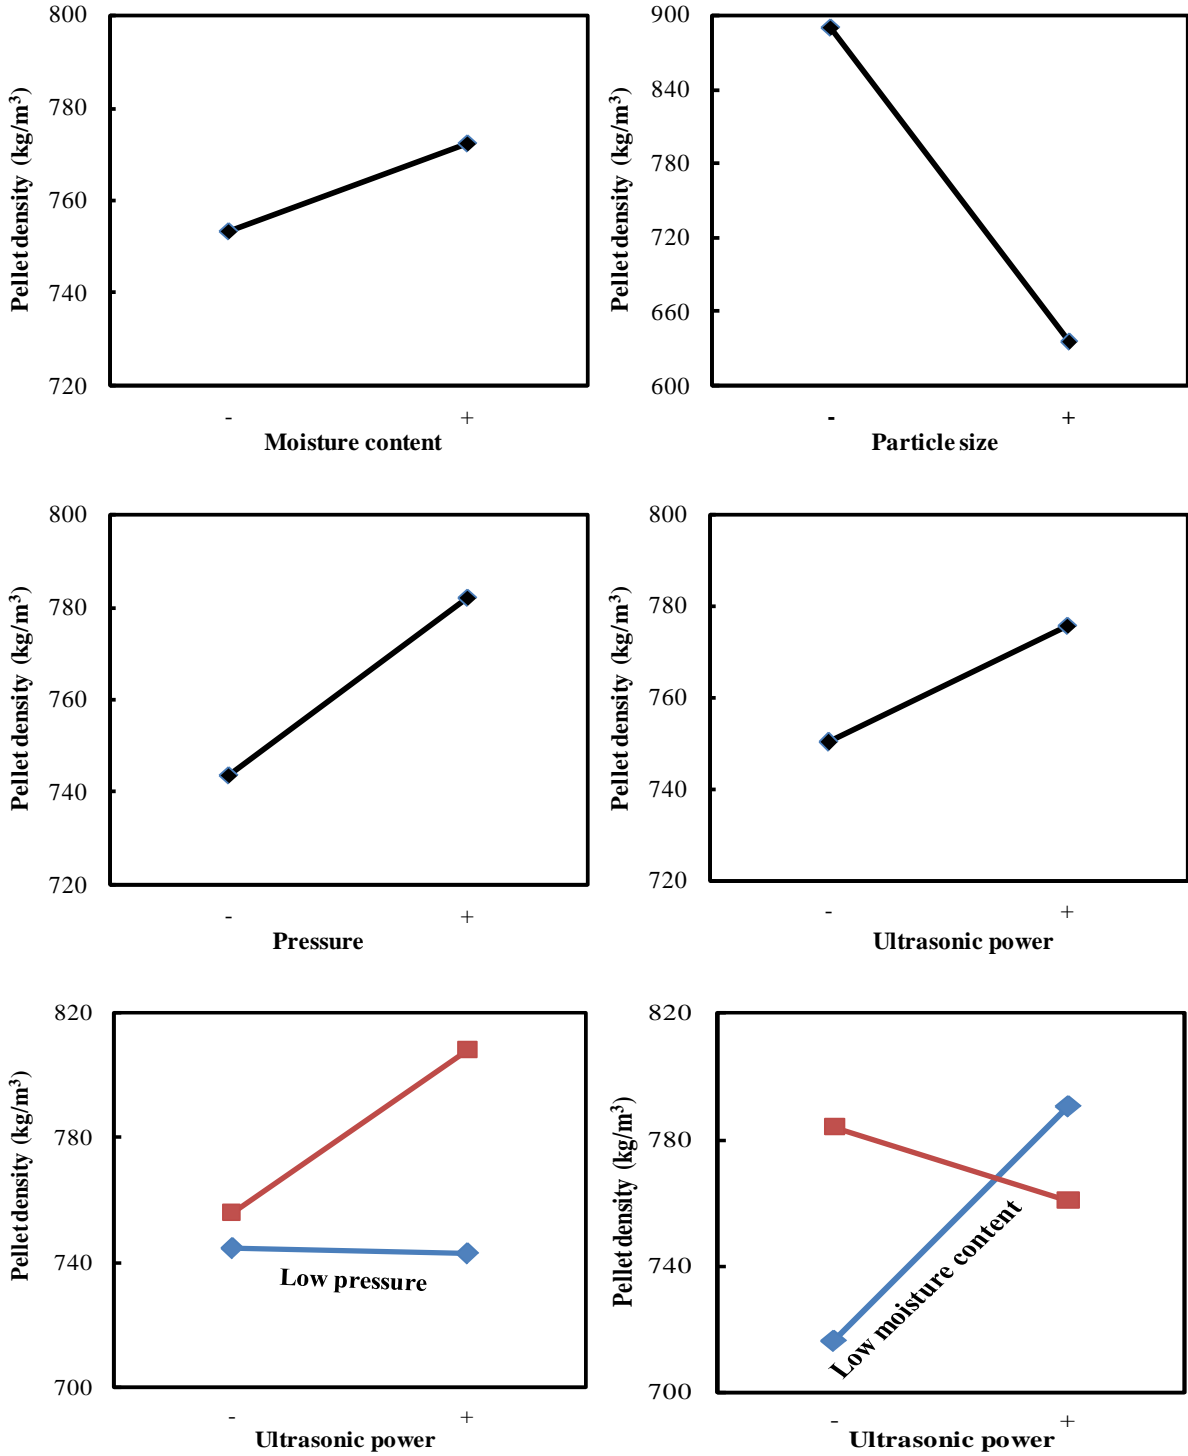 800
780
760
740
720
Pellet density (kg/m³)
-
+
Moisture content
900
840
780
720
660
600
Pellet density (kg/m³)
-
+
Particle size
800
780
760
740
720
Pellet density (kg/m³)
-
+
Pressure
800
780
760
740
720
Pellet density (kg/m³)
-
+
Ultrasonic power
820
780
740
700
Pellet density (kg/m³)
Low pressure
-
+
Ultrasonic power
820
780
740
700
Pellet density (kg/m³)
Low moisture content
-
+
Ultrasonic power